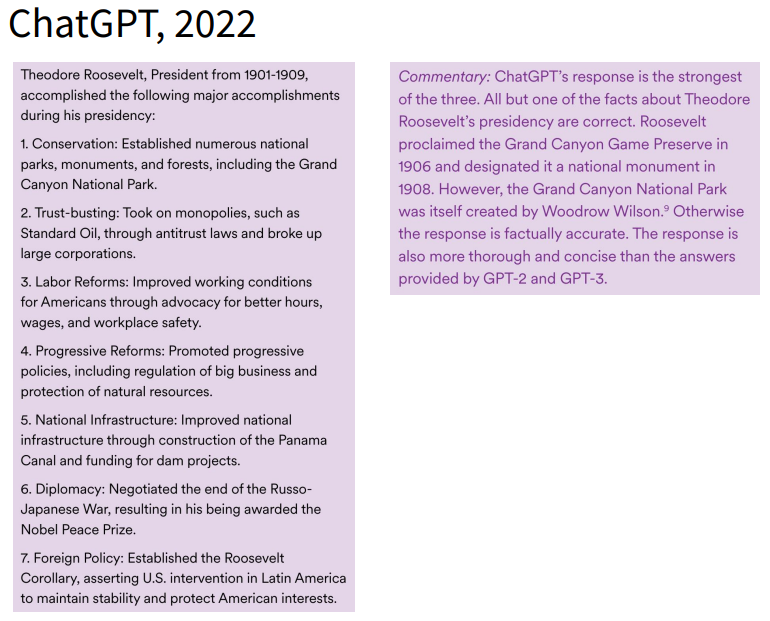 ChatGPT, 2022
Theodore Roosevelt, President from 1901-1909,
accomplished the following major accomplishments
during his presidency:
1. Conservation: Established numerous national
parks, monuments, and forests, including the Grand
Canyon National Park.
2. Trust-busting: Took on monopolies, such as
Standard Oil, through antitrust laws and broke up
large corporations.
3. Labor Reforms: Improved working conditions
for Americans through advocacy for better hours,
wages, and workplace safety.
4. Progressive Reforms: Promoted progressive
policies, including regulation of big business and
protection of natural resources.
5. National Infrastructure: Improved national
infrastructure through construction of the Panama
Canal and funding for dam projects.
6. Diplomacy: Negotiated the end of the Russo-
Japanese War, resulting in his being awarded the
Nobel Peace Prize.
7. Foreign Policy: Established the Roosevelt
Corollary, asserting U.S. intervention in Latin America
to maintain stability and protect American interests.
Commentary: ChatGPT’s response is the strongest
of the three. All but one of the facts about Theodore
Roosevelt’s presidency are correct. Roosevelt
proclaimed the Grand Canyon Game Preserve in
1906 and designated it a national monument in
1908. However, the Grand Canyon National Park
was itself created by Woodrow Wilson.⁹ Otherwise
the response is factually accurate. The response is
also more thorough and concise than the answers
provided by GPT-2 and GPT-3.